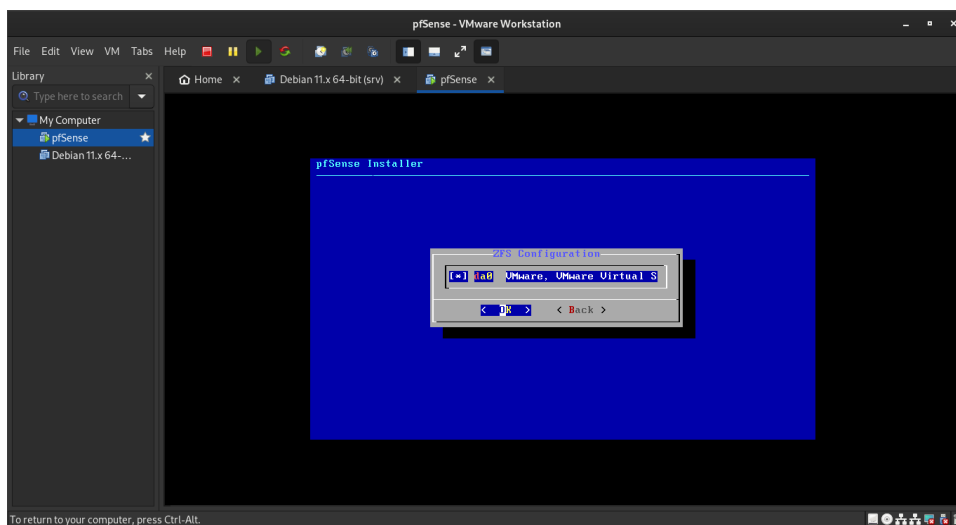 pfSense - VMware Workstation
File Edit View VM Tabs Help
Library
Home
Debian 11.x 64-bit (srv)
pfSense
Type here to search
My Computer
pfSense
Debian 11.x 64-...
pfSense Installer
ZFS Configuration
[*] da0 VMware, VMware Virtual S
< OK > < Back >
To return to your computer, press Ctrl-Alt.